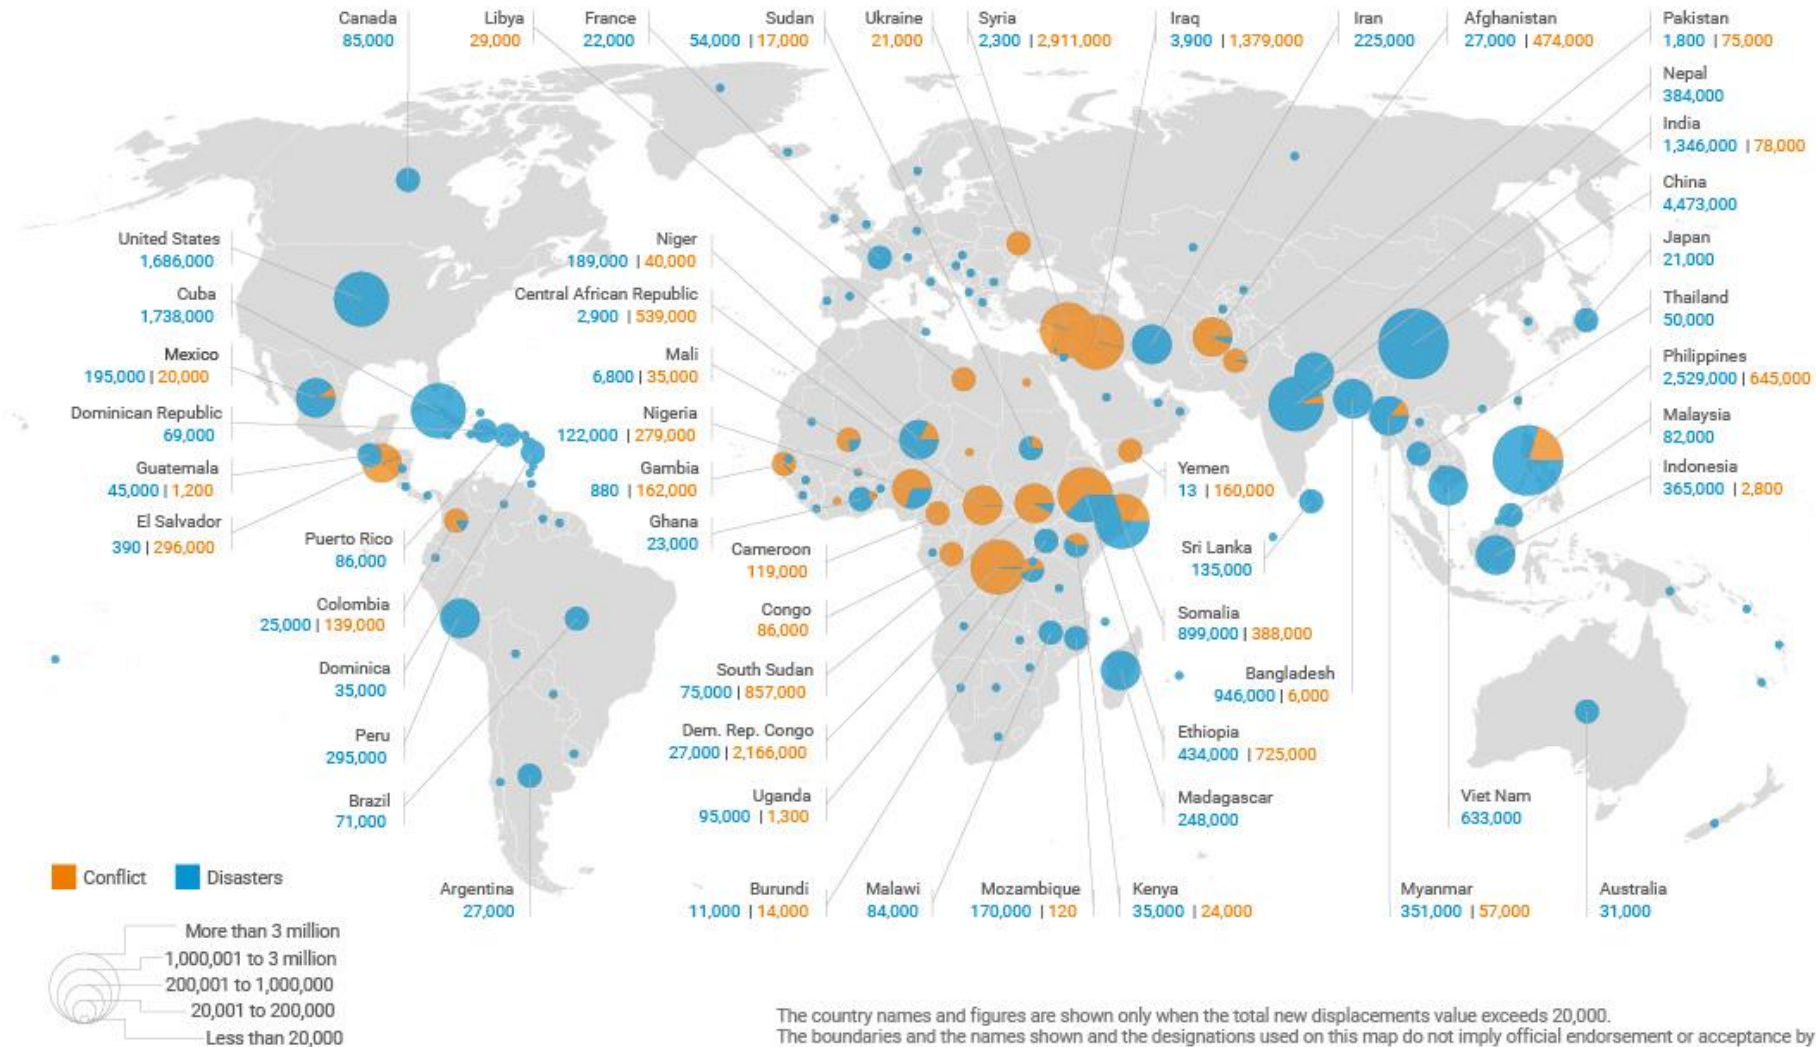 Canada
85,000
Libya
29,000
France
22,000
Sudan
54,000 | 17,000
Ukraine
21,000
Syria
2,300 | 2,911,000
Iraq
3,900 | 1,379,000
Iran
225,000
Afghanistan
27,000 | 474,000
Pakistan
1,800 | 75,000
Nepal
384,000
India
1,346,000 | 78,000
China
4,473,000
Japan
21,000
Thailand
50,000
Philippines
2,529,000 | 645,000
Malaysia
82,000
Indonesia
365,000 | 2,800
United States
1,686,000
Cuba
1,738,000
Mexico
195,000 | 20,000
Dominican Republic
69,000
Guatemala
45,000 | 1,200
El Salvador
390 | 296,000
Puerto Rico
86,000
Colombia
25,000 | 139,000
Dominica
35,000
Peru
295,000
Brazil
71,000
Argentina
27,000
Niger
189,000 | 40,000
Central African Republic
2,900 | 539,000
Mali
6,800 | 35,000
Nigeria
122,000 | 279,000
Gambia
880 | 162,000
Ghana
23,000
Cameroon
119,000
Congo
86,000
South Sudan
75,000 | 857,000
Dem. Rep. Congo
27,000 | 2,166,000
Uganda
95,000 | 1,300
Burundi
11,000 | 14,000
Malawi
84,000
Mozambique
170,000 | 120
Kenya
35,000 | 24,000
Yemen
13 | 160,000
Sri Lanka
135,000
Somalia
899,000 | 388,000
Bangladesh
946,000 | 6,000
Ethiopia
434,000 | 725,000
Madagascar
248,000
Viet Nam
633,000
Myanmar
351,000 | 57,000
Australia
31,000
Conflict
Disasters
More than 3 million
1,000,001 to 3 million
200,001 to 1,000,000
20,001 to 200,000
Less than 20,000
The country names and figures are shown only when the total new displacements value exceeds 20,000.
The boundaries and the names shown and the designations used on this map do not imply official endorsement or acceptance by